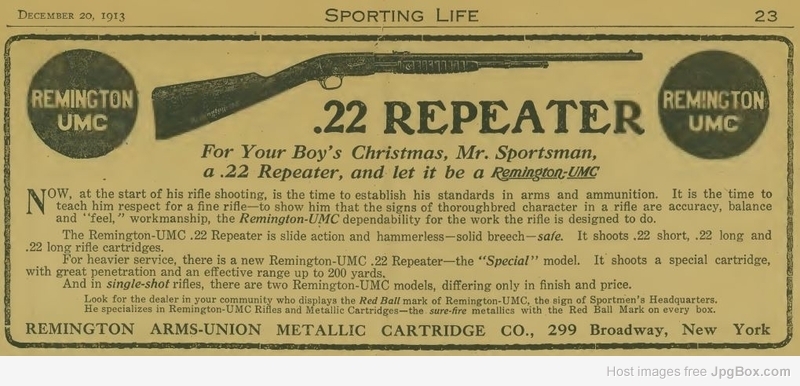 DECEMBER 20, 1913 SPORTING LIFE 23
REMINGTON
UMC
REMINGTON
UMC
.22 REPEATER
For Your Boy's Christmas, Mr. Sportsman,
a .22 Repeater, and let it be a Remington-UMC
NOW, at the start of his rifle shooting, is the time to establish his standards in arms and ammunition. It is the time to
teach him respect for a fine rifle—to show him that the signs of thoroughbred character in a rifle are accuracy, balance
and "feel," workmanship, the Remington-UMC dependability for the work the rifle is designed to do.
The Remington-UMC .22 Repeater is slide action and hammerless—solid breech—safe. It shoots .22 short, .22 long and
.22 long rifle cartridges.
For heavier service, there is a new Remington-UMC .22 Repeater—the "Special" model. It shoots a special cartridge,
with great penetration and an effective range up to 200 yards.
And in single-shot rifles, there are two Remington-UMC models, differing only in finish and price.
Look for the dealer in your community who displays the Red Ball mark of Remington-UMC, the sign of Sportmen's Headquarters.
He specializes in Remington-UMC Rifles and Metallic Cartridges—the sure-fire metallics with the Red Ball Mark on every box.
REMINGTON ARMS-UNION METALLIC CARTRIDGE CO., 299 Broadway, New York
Host images free JpgBox.com